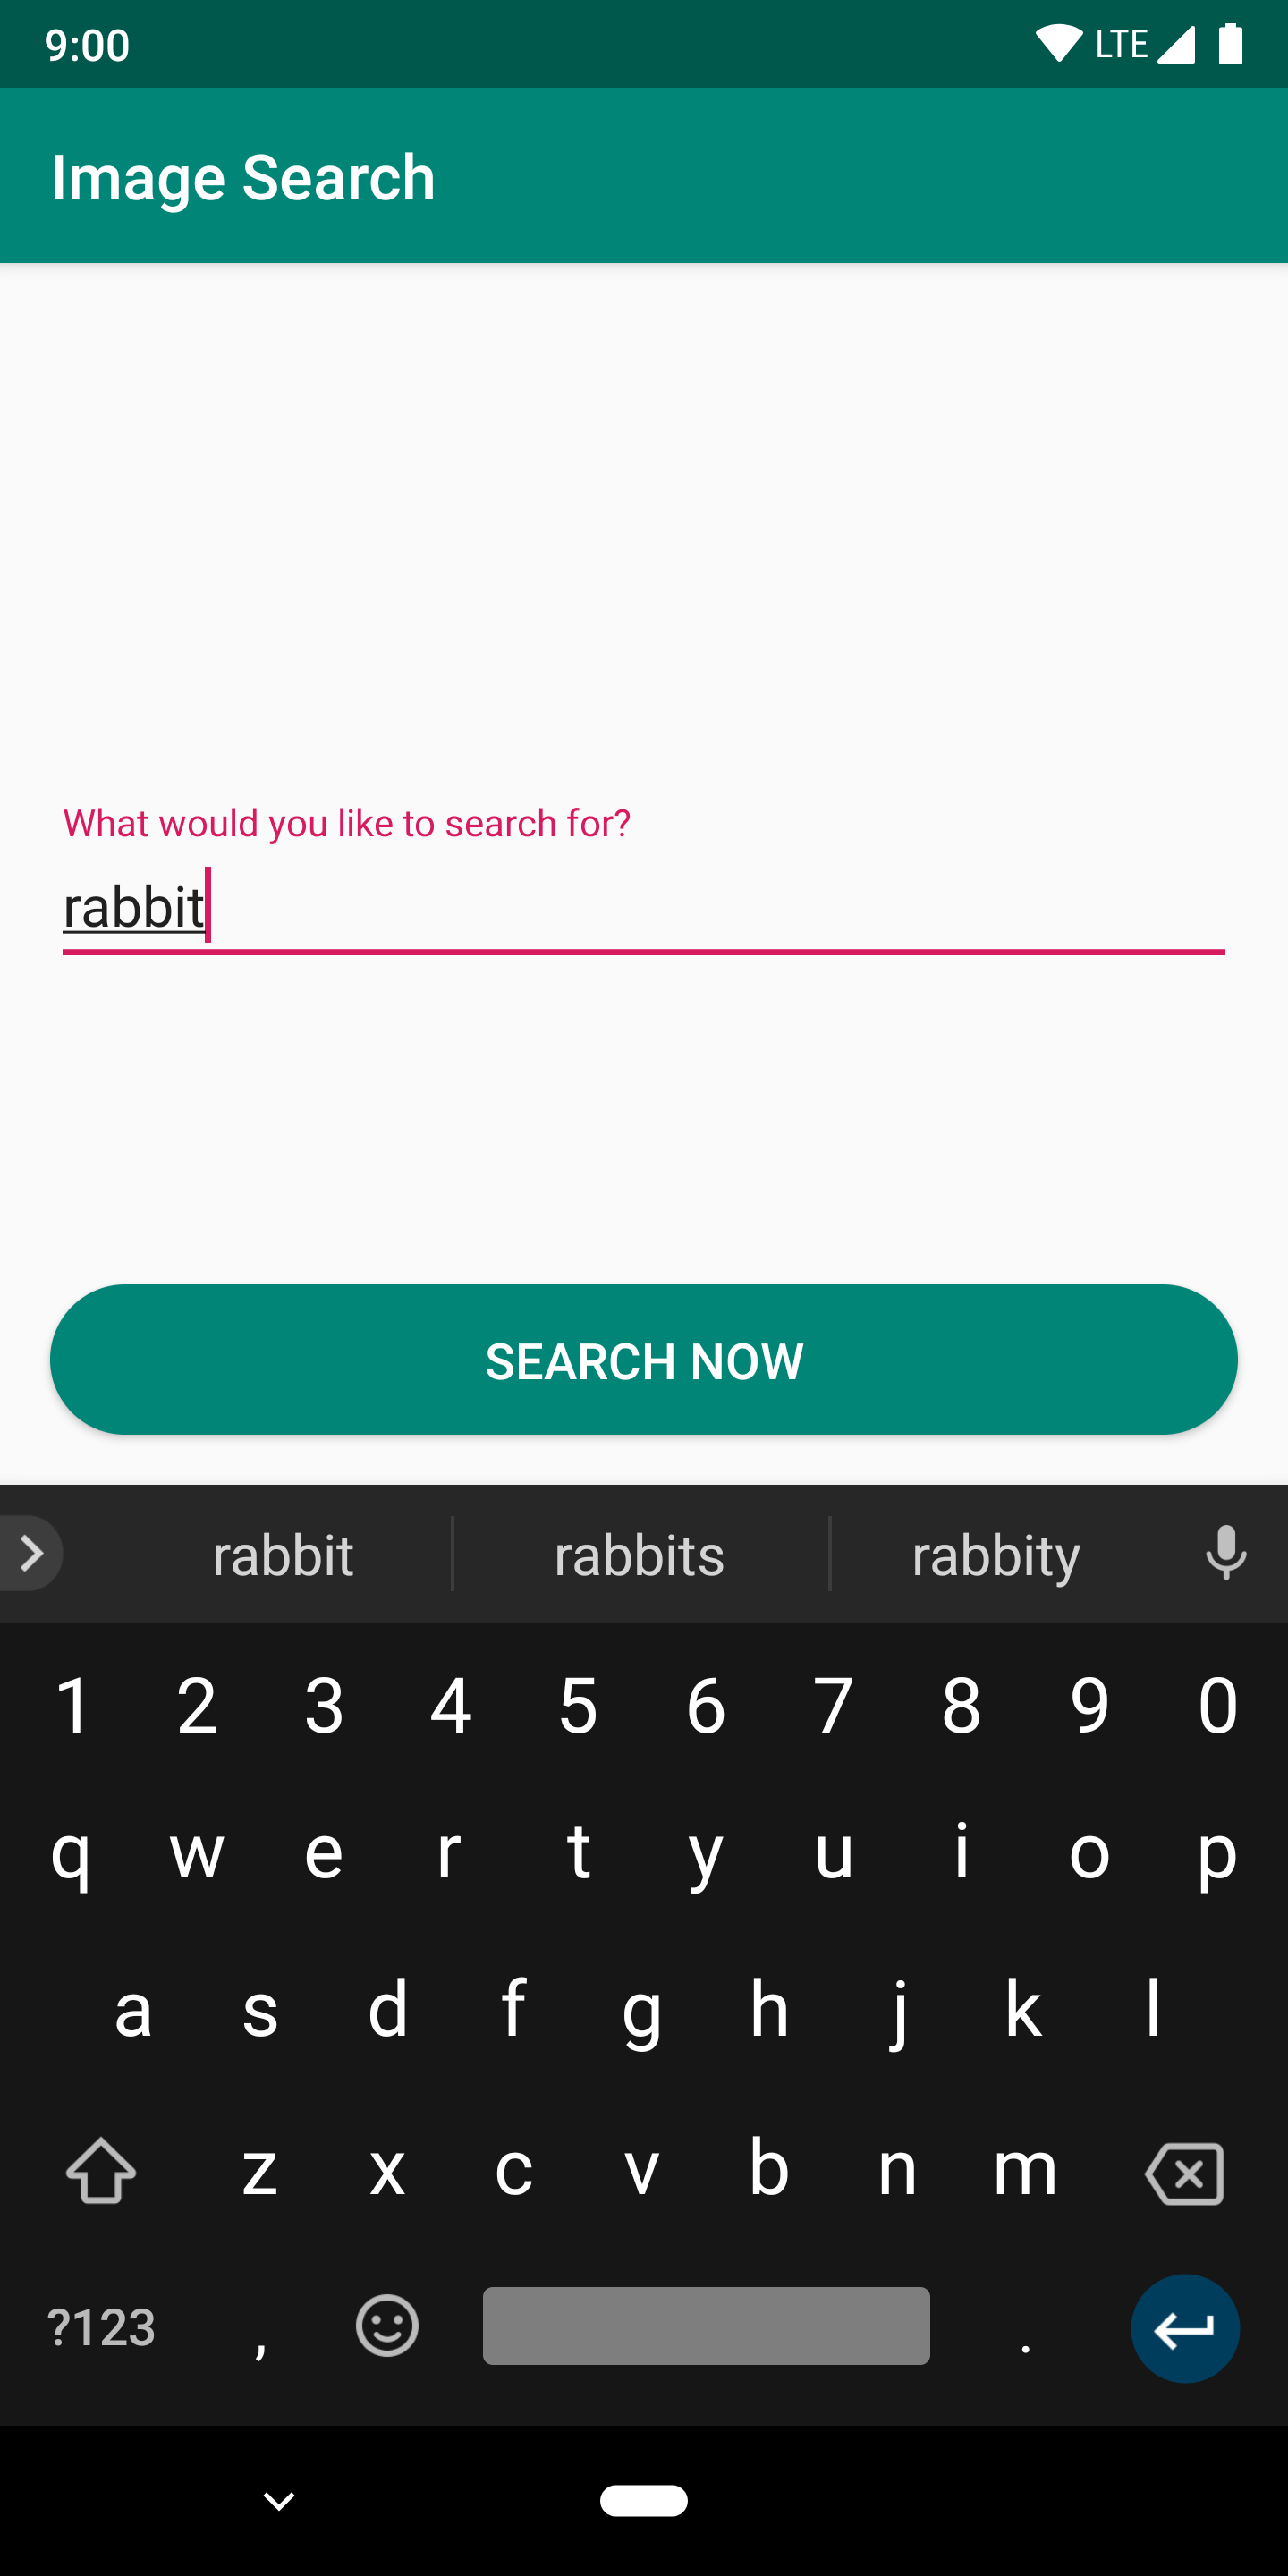 9:00 LTE
Image Search
What would you like to search for?
rabbit
SEARCH NOW
rabbit rabbits rabbity
1 2 3 4 5 6 7 8 9 0
q w e r t y u i o p
a s d f g h j k l
z x c v b n m
?123 , .